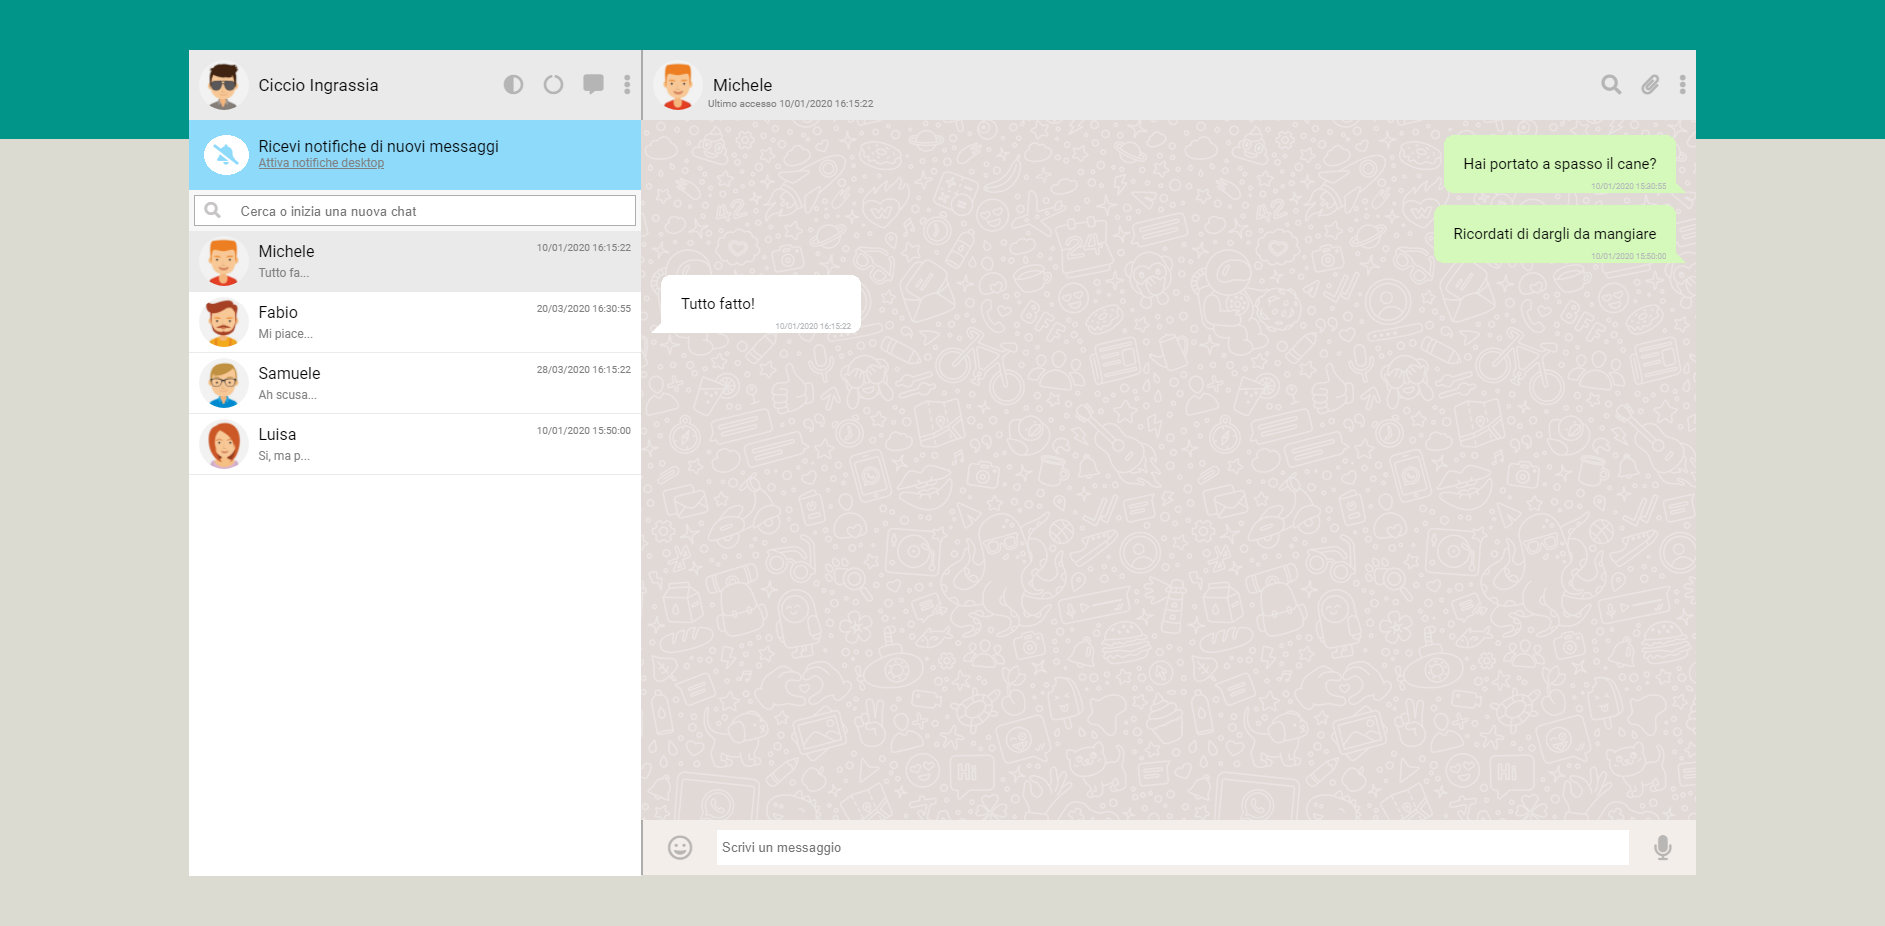 Ciccio Ingrassia
Ricevi notifiche di nuovi messaggi
Attiva notifiche desktop
Cerca o inizia una nuova chat
Michele
10/01/2020 16:15:22
Tutto fa...
Fabio
20/03/2020 16:30:55
Mi piace...
Samuele
28/03/2020 16:15:22
Ah scusa...
Luisa
10/01/2020 15:50:00
Si, ma p...
Michele
Ultimo accesso 10/01/2020 16:15:22
Hai portato a spasso il cane?
10/01/2020 15:30:55
Ricordati di dargli da mangiare
10/01/2020 15:50:00
Tutto fatto!
10/01/2020 16:15:22
Hi
Hi
Scrivi un messaggio